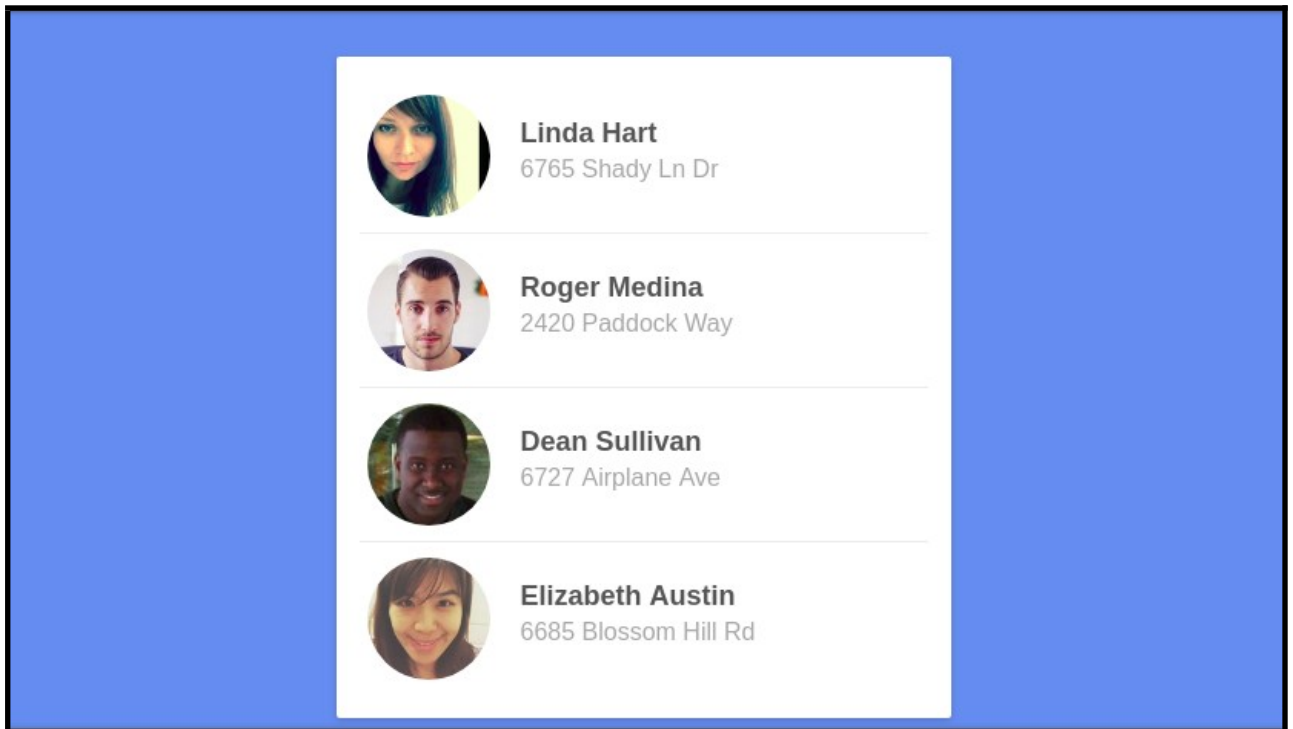 Linda Hart
6765 Shady Ln Dr
Roger Medina
2420 Paddock Way
Dean Sullivan
6727 Airplane Ave
Elizabeth Austin
6685 Blossom Hill Rd